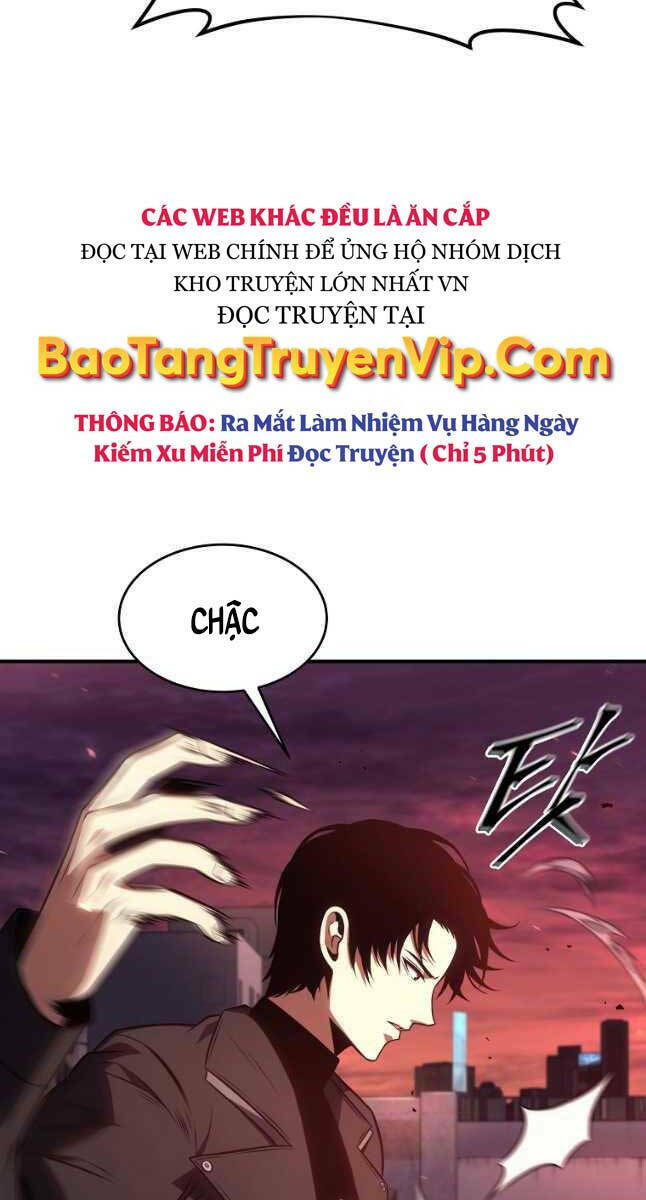 CÁC WEB KHÁC ĐỀU LÀ ĂN CẮP
ĐỌC TẠI WEB CHÍNH ĐỂ ỦNG HỘ NHÓM DỊCH
KHO TRUYỆN LỚN NHẤT VN
ĐỌC TRUYỆN TẠI
BaoTangTruyenVip.Com
THÔNG BÁO: Ra Mắt Làm Nhiệm Vụ Hàng Ngày
Kiếm Xu Miễn Phí Đọc Truyện ( Chỉ 5 Phút)
CHẬC
탁